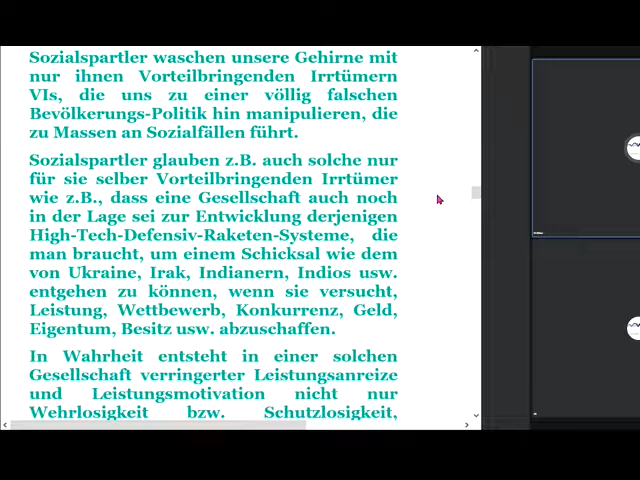 Sozialspartler waschen unsere Gehirne mit
nur ihnen Vorteilbringenden Irrtümern
VIs, die uns zu einer völlig falschen
Bevölkerungs-Politik hin manipulieren, die
zu Massen an Sozialfällen führt.
Sozialspartler glauben z.B. auch solche nur
für sie selber Vorteilbringenden Irrtümer
wie z.B., dass eine Gesellschaft auch noch
in der Lage sei zur Entwicklung derjenigen
High-Tech-Defensiv-Raketen-Systeme, die
man braucht, um einem Schicksal wie dem
von Ukraine, Irak, Indianern, Indios usw.
entgehen zu können, wenn sie versucht,
Leistung, Wettbewerb, Konkurrenz, Geld,
Eigentum, Besitz usw. abzuschaffen.
In Wahrheit entsteht in einer solchen
Gesellschaft verringerter Leistungsanreize
und Leistungsmotivation nicht nur
Wehrlosigkeit bzw. Schutzlosigkeit,